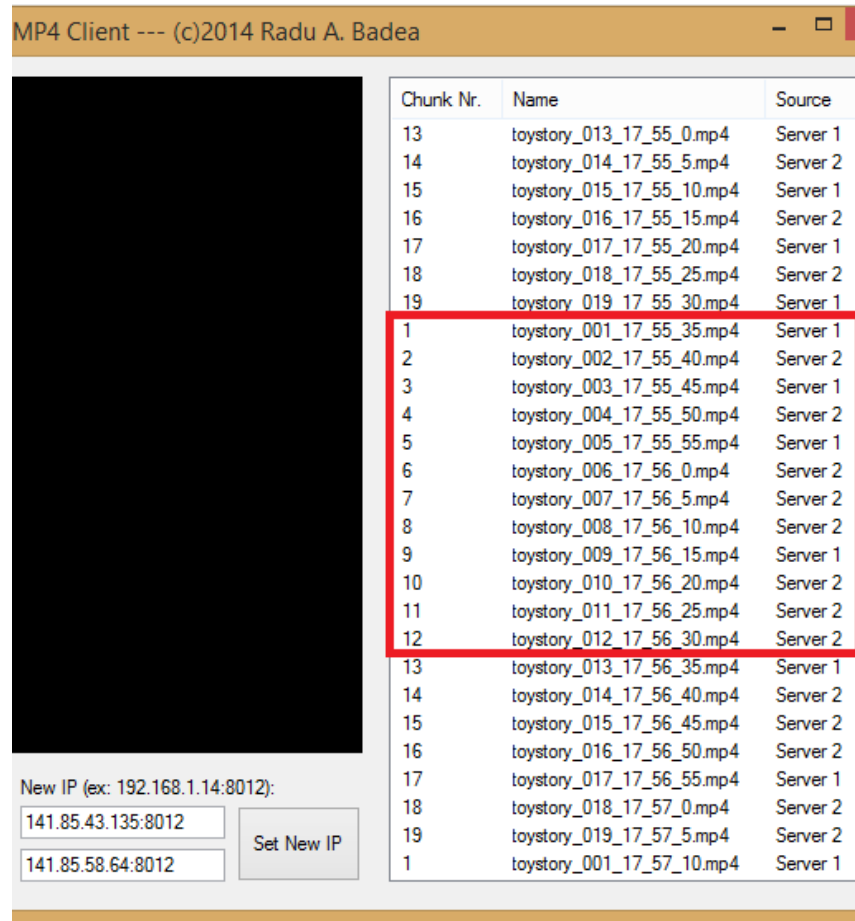 MP4 Client --- (c)2014 Radu A. Badea
Chunk Nr. Name Source
13 toystory_013_17_55_0.mp4 Server 1
14 toystory_014_17_55_5.mp4 Server 2
15 toystory_015_17_55_10.mp4 Server 1
16 toystory_016_17_55_15.mp4 Server 2
17 toystory_017_17_55_20.mp4 Server 1
18 toystory_018_17_55_25.mp4 Server 2
19 toystory_019_17_55_30.mp4 Server 1
1 toystory_001_17_55_35.mp4 Server 1
2 toystory_002_17_55_40.mp4 Server 2
3 toystory_003_17_55_45.mp4 Server 1
4 toystory_004_17_55_50.mp4 Server 2
5 toystory_005_17_55_55.mp4 Server 1
6 toystory_006_17_56_0.mp4 Server 2
7 toystory_007_17_56_5.mp4 Server 2
8 toystory_008_17_56_10.mp4 Server 2
9 toystory_009_17_56_15.mp4 Server 1
10 toystory_010_17_56_20.mp4 Server 2
11 toystory_011_17_56_25.mp4 Server 2
12 toystory_012_17_56_30.mp4 Server 2
13 toystory_013_17_56_35.mp4 Server 1
14 toystory_014_17_56_40.mp4 Server 2
15 toystory_015_17_56_45.mp4 Server 2
16 toystory_016_17_56_50.mp4 Server 2
17 toystory_017_17_56_55.mp4 Server 1
18 toystory_018_17_57_0.mp4 Server 2
19 toystory_019_17_57_5.mp4 Server 2
1 toystory_001_17_57_10.mp4 Server 1
New IP (ex: 192.168.1.14:8012):
141.85.43.135:8012
Set New IP
141.85.58.64:8012